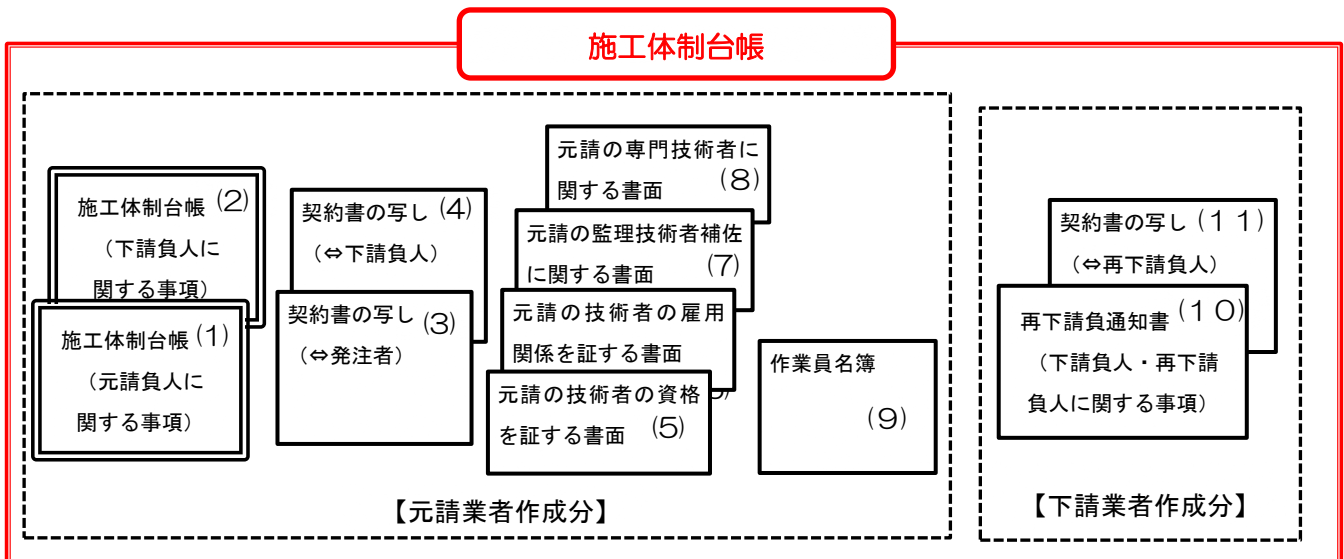 施工体制台帳
施工体制台帳 (2)
(下請負人に
関する事項)
施工体制台帳 (1)
(元請負人に
関する事項)
契約書の写し (4)
(⇔下請負人)
契約書の写し (3)
(⇔発注者)
元請の専門技術者に
関する書面 (8)
元請の監理技術者補佐
に関する書面 (7)
元請の技術者の雇用
関係を証する書面
元請の技術者の資格
を証する書面 (5)
作業員名簿
(9)
【元請業者作成分】
契約書の写し (11)
(⇔再下請負人)
再下請負通知書 (10)
(下請負人・再下請
負人に関する事項)
【下請業者作成分】